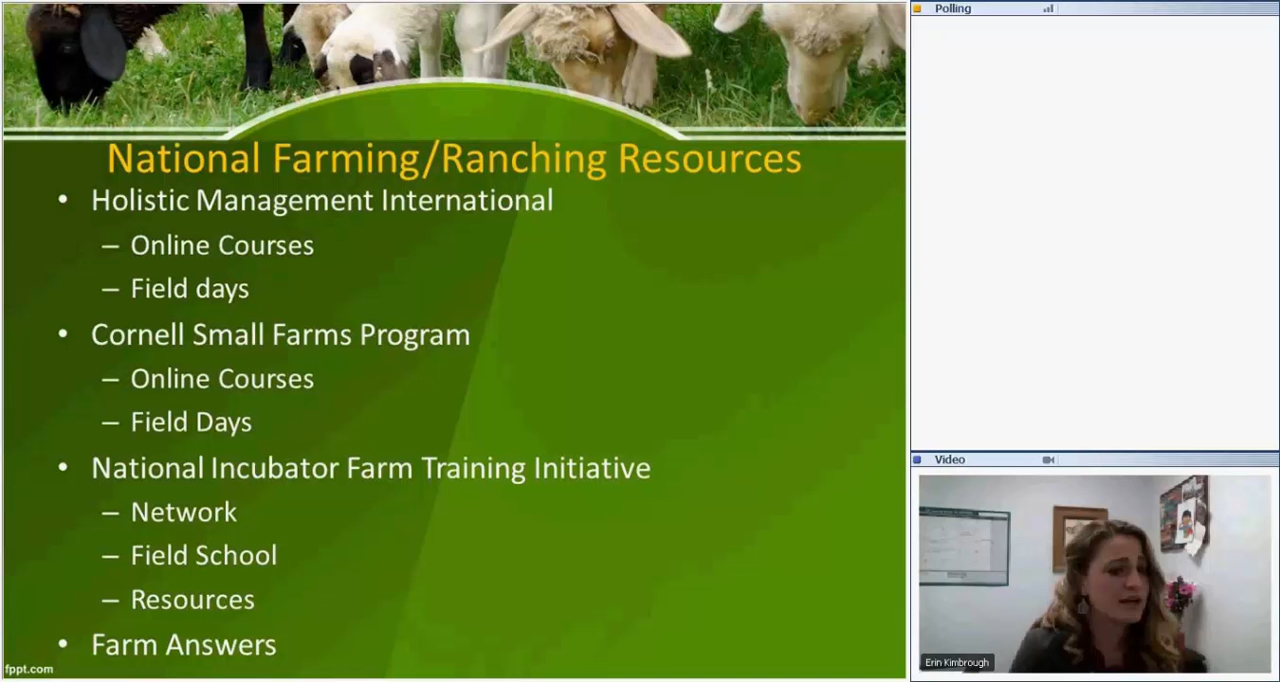 National Farming/Ranching Resources
• Holistic Management International
– Online Courses
– Field days
• Cornell Small Farms Program
– Online Courses
– Field Days
• National Incubator Farm Training Initiative
– Network
– Field School
– Resources
• Farm Answers
fppt.com
Polling
Video
Erin Kimbrough